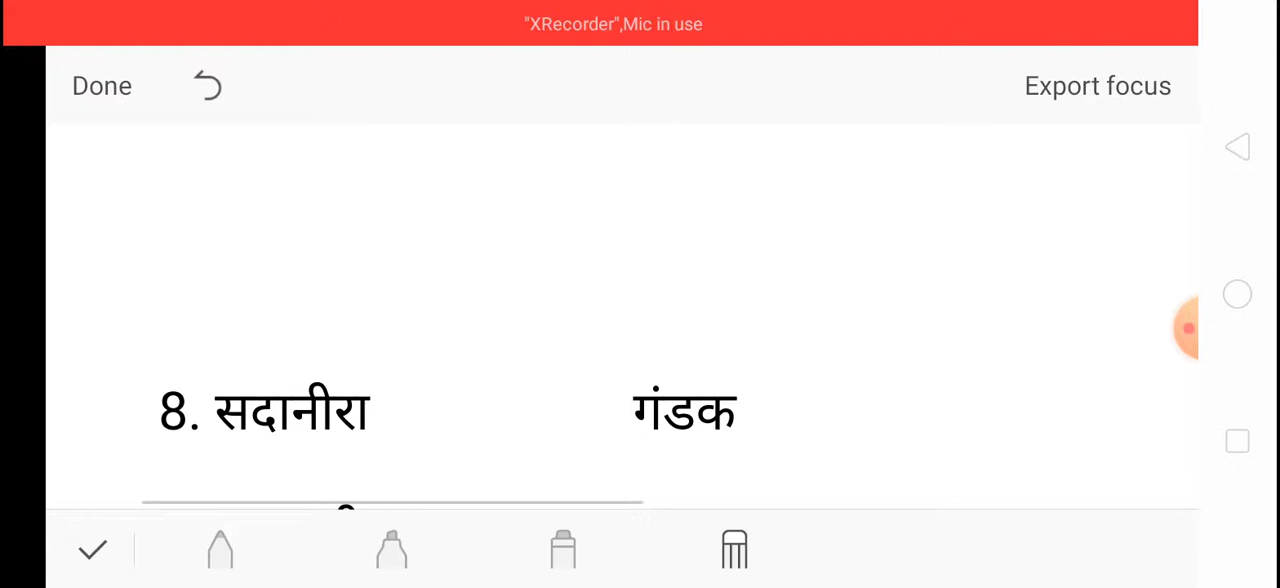 "XRecorder",Mic in use
Done
Export focus
8. सदानीरा गंडक